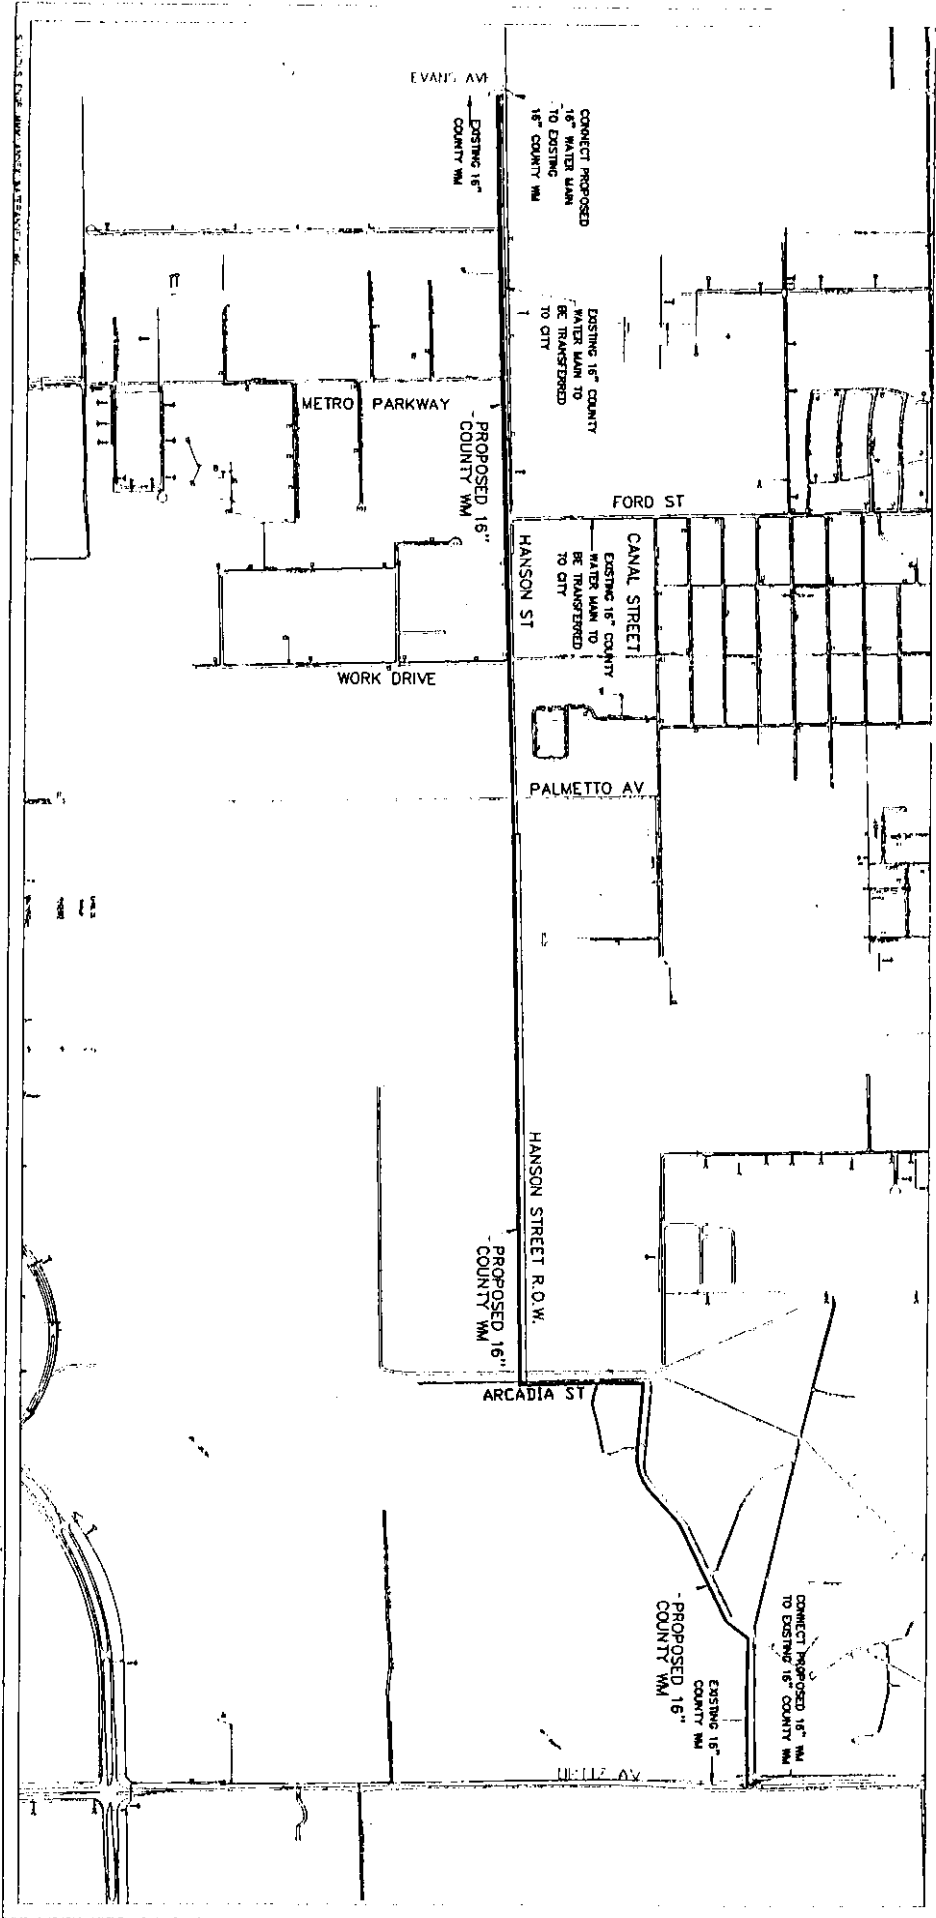 EVANS AVE
EXISTING 16"
COUNTY WM
CONNECT PROPOSED
16" WATER MAIN
TO EXISTING
16" COUNTY WM
EXISTING 16" COUNTY
WATER MAIN TO
BE TRANSFERRED
TO CITY
METRO PARKWAY
PROPOSED 16"
COUNTY WM
FORD ST
HANSON ST
CANAL STREET
EXISTING 16" COUNTY
WATER MAIN TO
BE TRANSFERRED
TO CITY
WORK DRIVE
PALMETTO AV
HANSON STREET R.O.W.
PROPOSED 16"
COUNTY WM
ARCADIA ST
PROPOSED 16"
COUNTY WM
EXISTING 16"
COUNTY WM
CONNECT PROPOSED 16" WM
TO EXISTING 16" COUNTY WM
AV